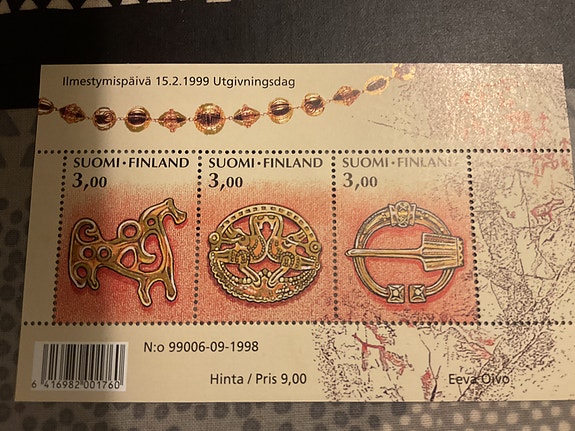 Ilmestymispäivä 15.2.1999 Utgivningsdag
SUOMI•FINLAND SUOMI•FINLAND SUOMI•FINLAND
3,00 3,00 3,00
N:o 99006-09-1998
6 416982 001760
Hinta / Pris 9,00 Eeva Oivo